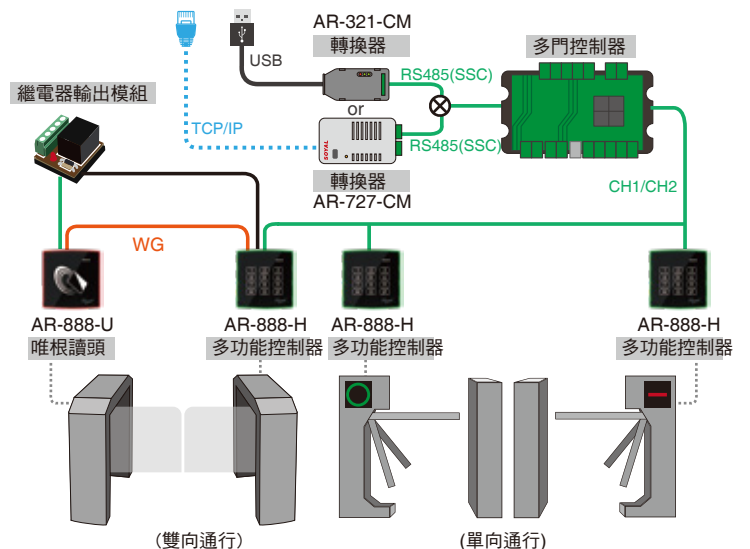 AR-321-CM
轉換器
多門控制器
USB
RS485(SSC)
繼電器輸出模組
or
TCP/IP
SOYAL
RS485(SSC)
轉換器
AR-727-CM
CH1/CH2
WG
AR-888-U
唯根讀頭
AR-888-H
多功能控制器
AR-888-H
多功能控制器
AR-888-H
多功能控制器
(雙向通行)
(單向通行)